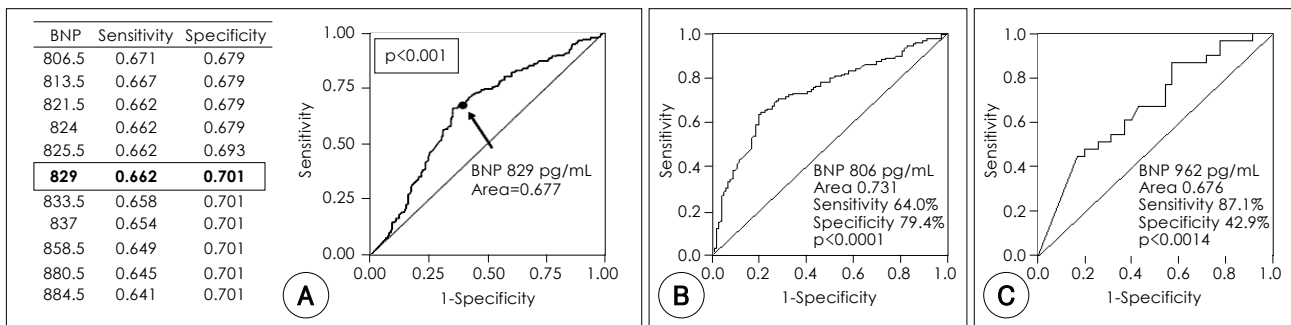 BNP Sensitivity Specificity
806.5 0.671 0.679
813.5 0.667 0.679
821.5 0.662 0.679
824 0.662 0.679
825.5 0.662 0.693
829 0.662 0.701
833.5 0.658 0.701
837 0.654 0.701
858.5 0.649 0.701
880.5 0.645 0.701
884.5 0.641 0.701
A
1.00
0.75
0.50
0.25
0.00
Sensitivity
p<0.001
BNP 829 pg/mL
Area=0.677
0.00 0.25 0.50 0.75 1.00
1-Specificity
B
1.0
0.8
0.6
0.4
0.2
0.0
Sensitivity
BNP 806 pg/mL
Area 0.731
Sensitivity 64.0%
Specificity 79.4%
p<0.0001
0.0 0.2 0.4 0.6 0.8 1.0
1-Specificity
C
1.0
0.8
0.6
0.4
0.2
0.0
Sensitivity
BNP 962 pg/mL
Area 0.676
Sensitivity 87.1%
Specificity 42.9%
p<0.0014
0.0 0.2 0.4 0.6 0.8 1.0
1-Specificity